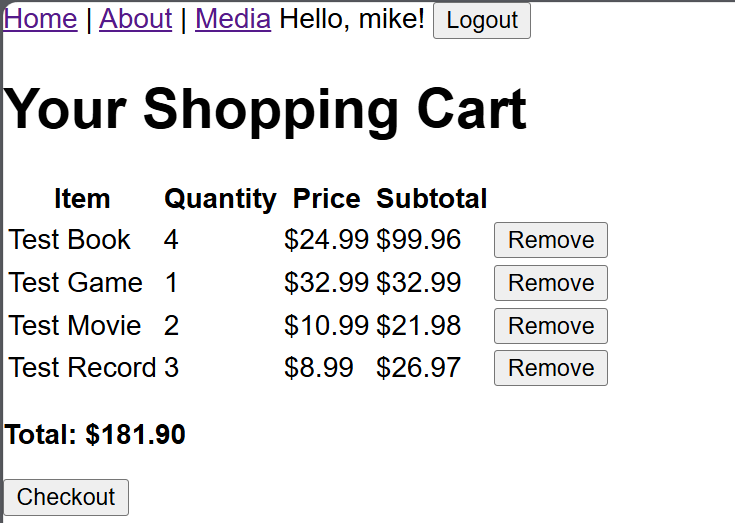 Home | About | Media Hello, mike! Logout
Your Shopping Cart
Item Quantity Price Subtotal
Test Book 4 $24.99 $99.96 Remove
Test Game 1 $32.99 $32.99 Remove
Test Movie 2 $10.99 $21.98 Remove
Test Record 3 $8.99 $26.97 Remove
Total: $181.90
Checkout